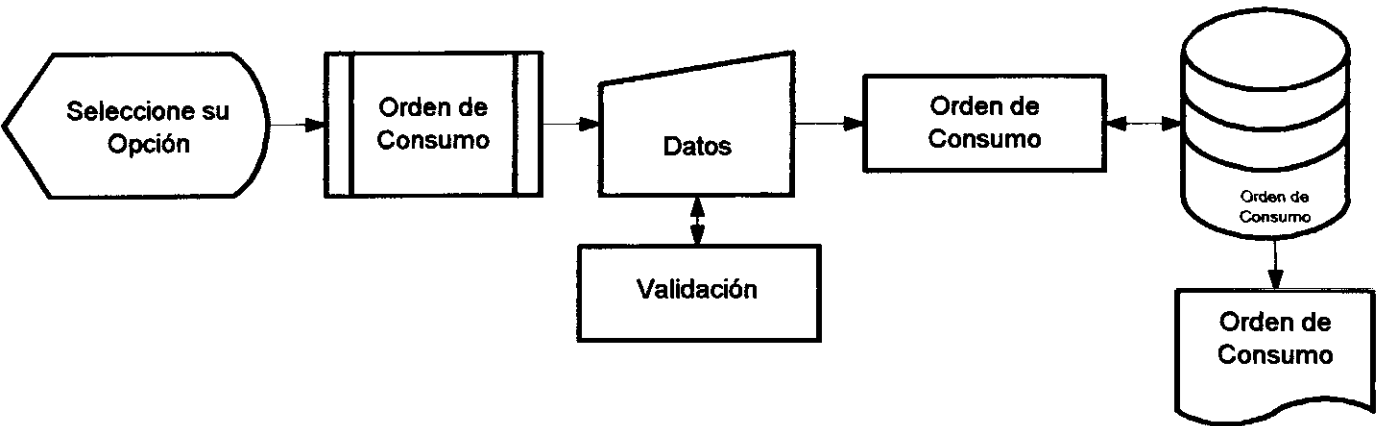 Seleccione su
Opción
Orden de
Consumo
Datos
Orden de
Consumo
Orden de
Consumo
Validación
Orden de
Consumo